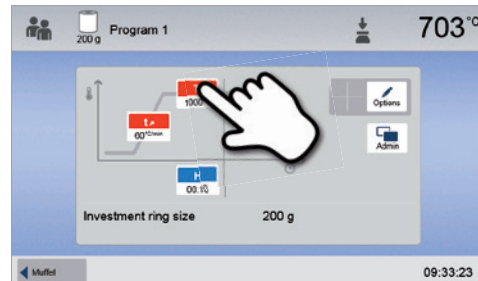 200 g
Program 1
703°C
T
1000
t↗
60°C/min
H
00:10
Options
Admin
Investment ring size 200 g
Muffel
09:33:23